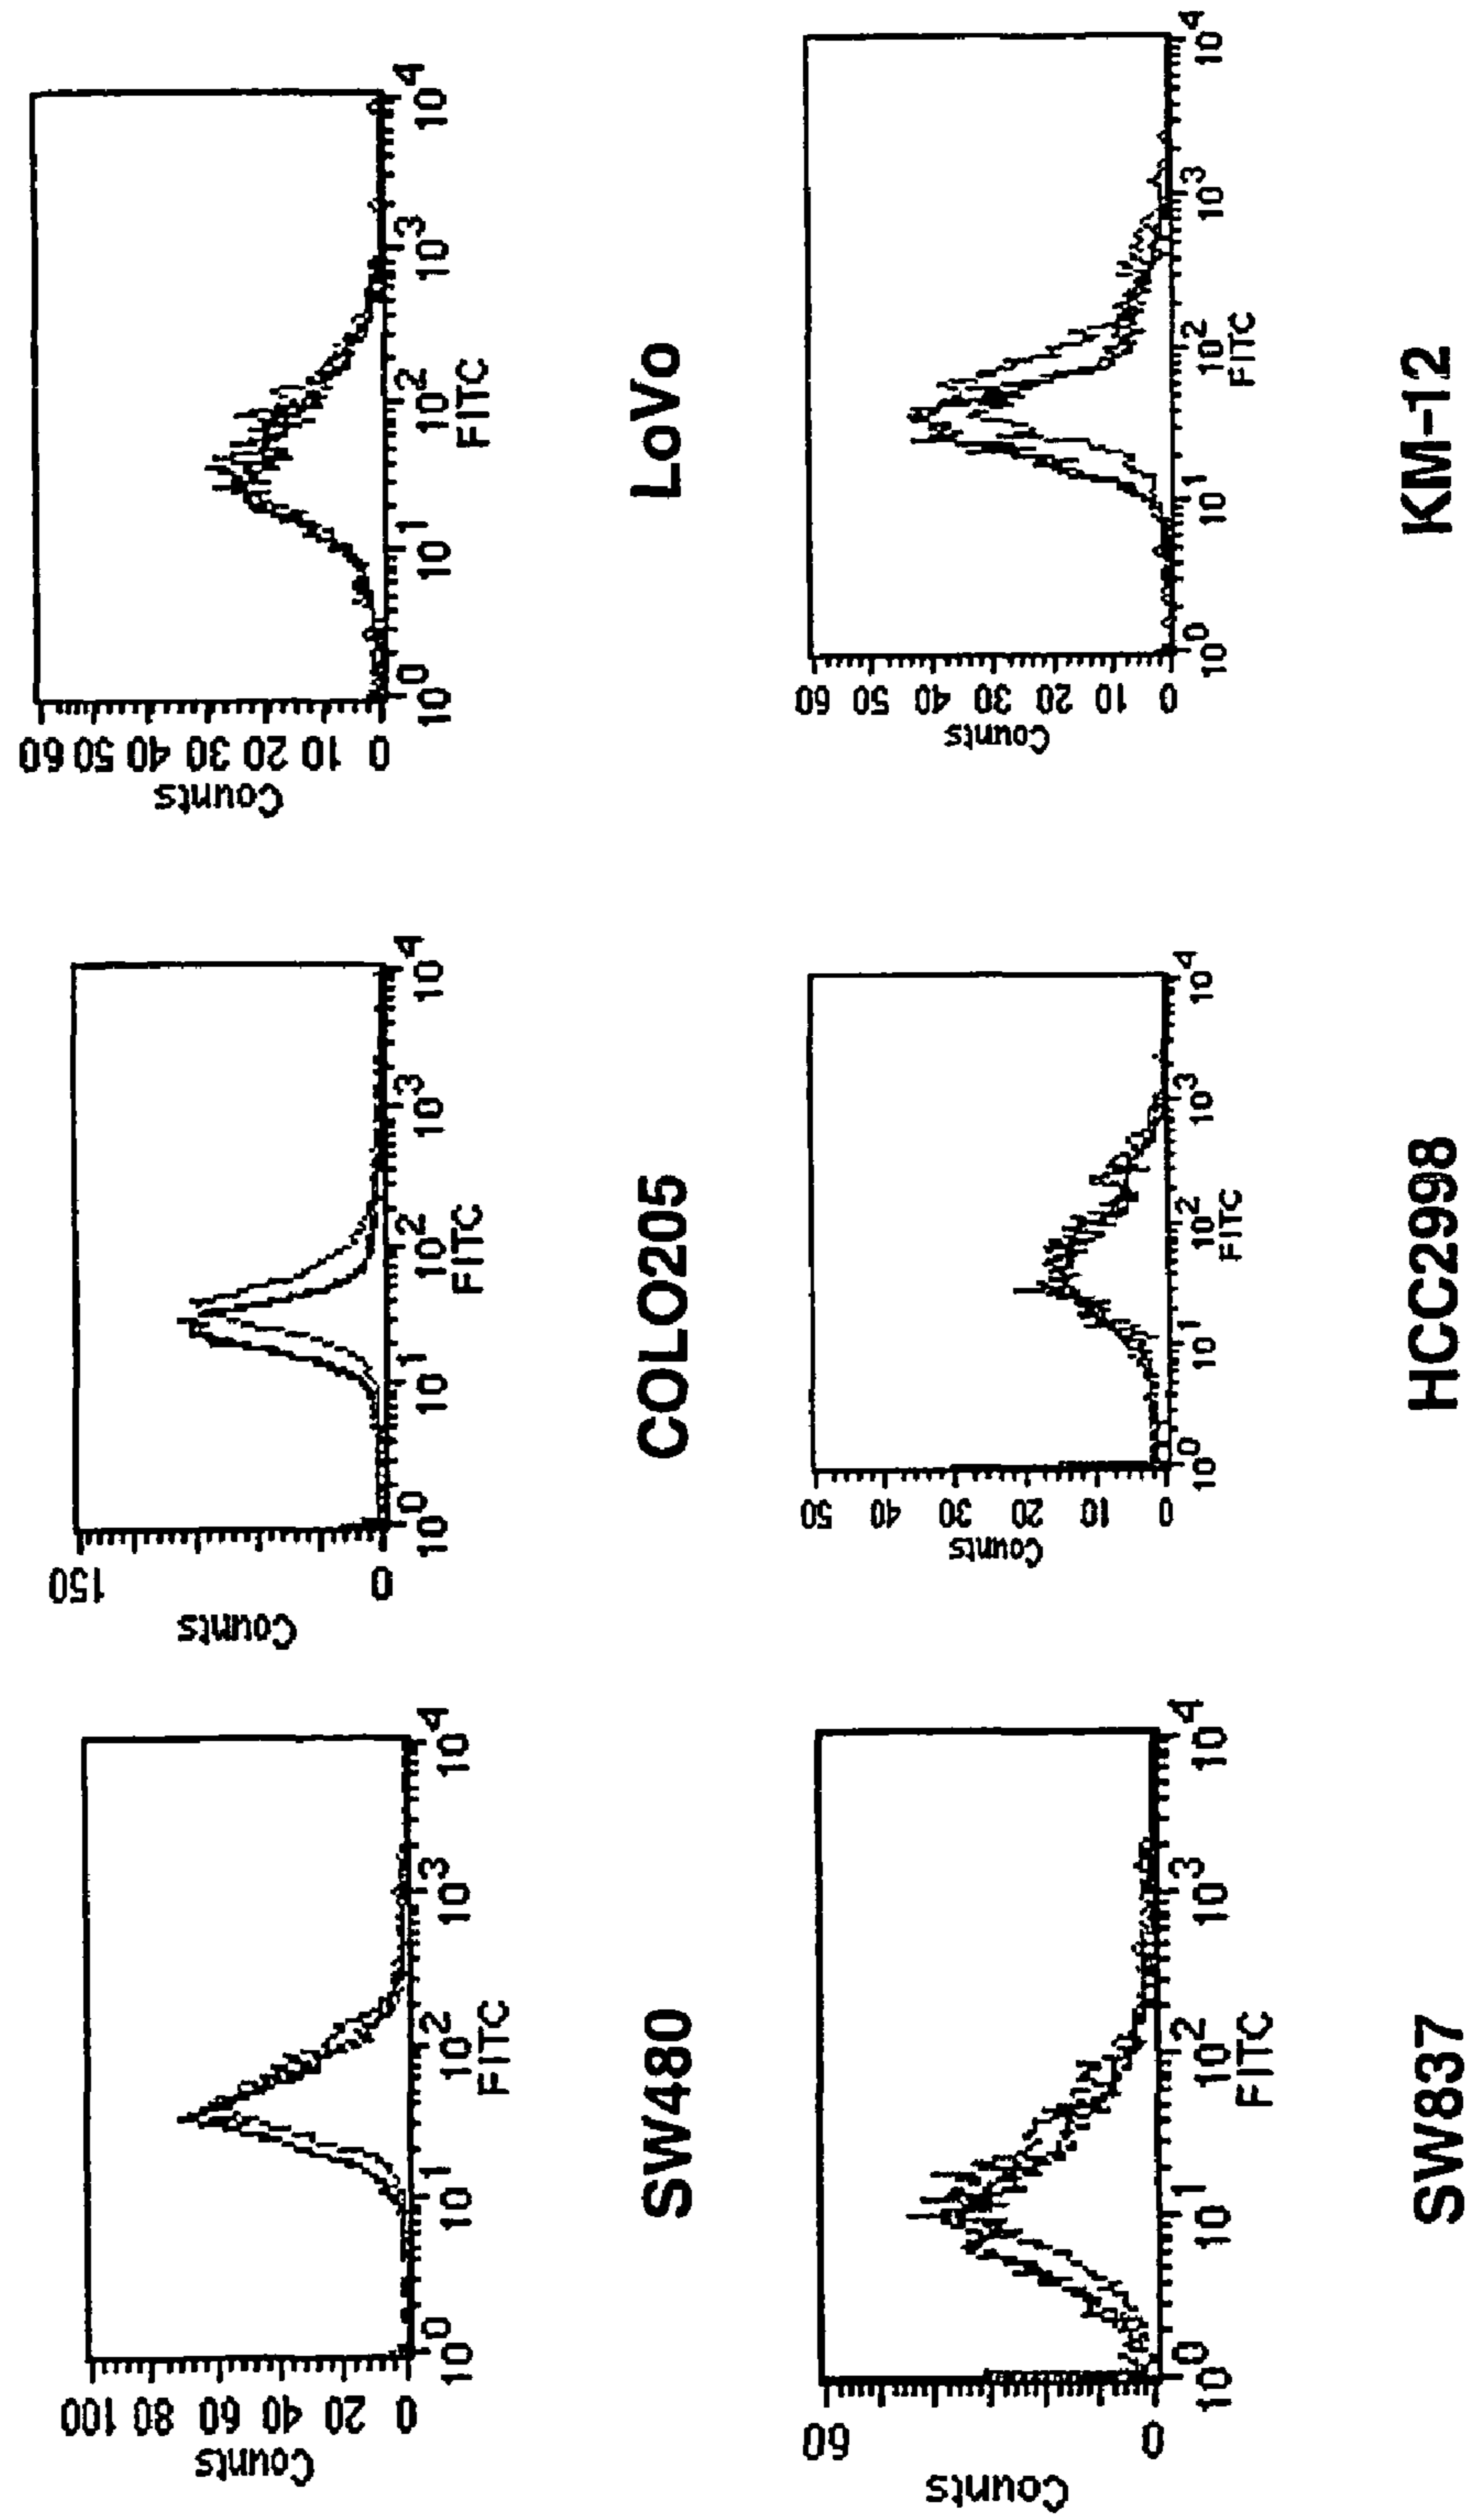 Counts
100 80 60 40 20 0
10^0 10^1 10^2 10^3 10^4
FITC
SW480
Counts
150
0
10^0 10^1 10^2 10^3 10^4
FITC
COLO205
Counts
60 50 40 30 20 10 0
10^0 10^1 10^2 10^3 10^4
FITC
LOVO
Counts
60
0
10^0 10^1 10^2 10^3 10^4
FITC
SW837
Counts
50 40 30 20 10 0
10^0 10^1 10^2 10^3 10^4
FITC
HCC2998
Counts
60 50 40 30 20 10 0
10^0 10^1 10^2 10^3 10^4
FITC
KM-12